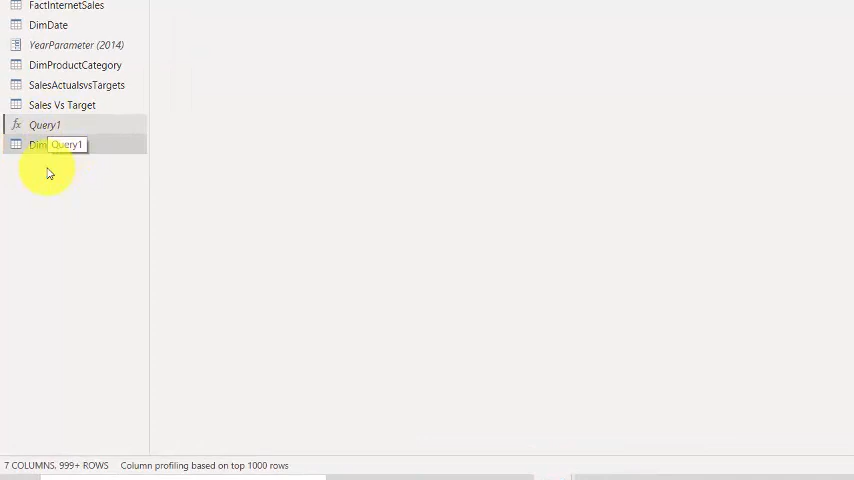 FactInternetSales
DimDate
YearParameter (2014)
DimProductCategory
SalesActualsvsTargets
Sales Vs Target
Query1
Dim
Query1
7 COLUMNS, 999+ ROWS Column profiling based on top 1000 rows